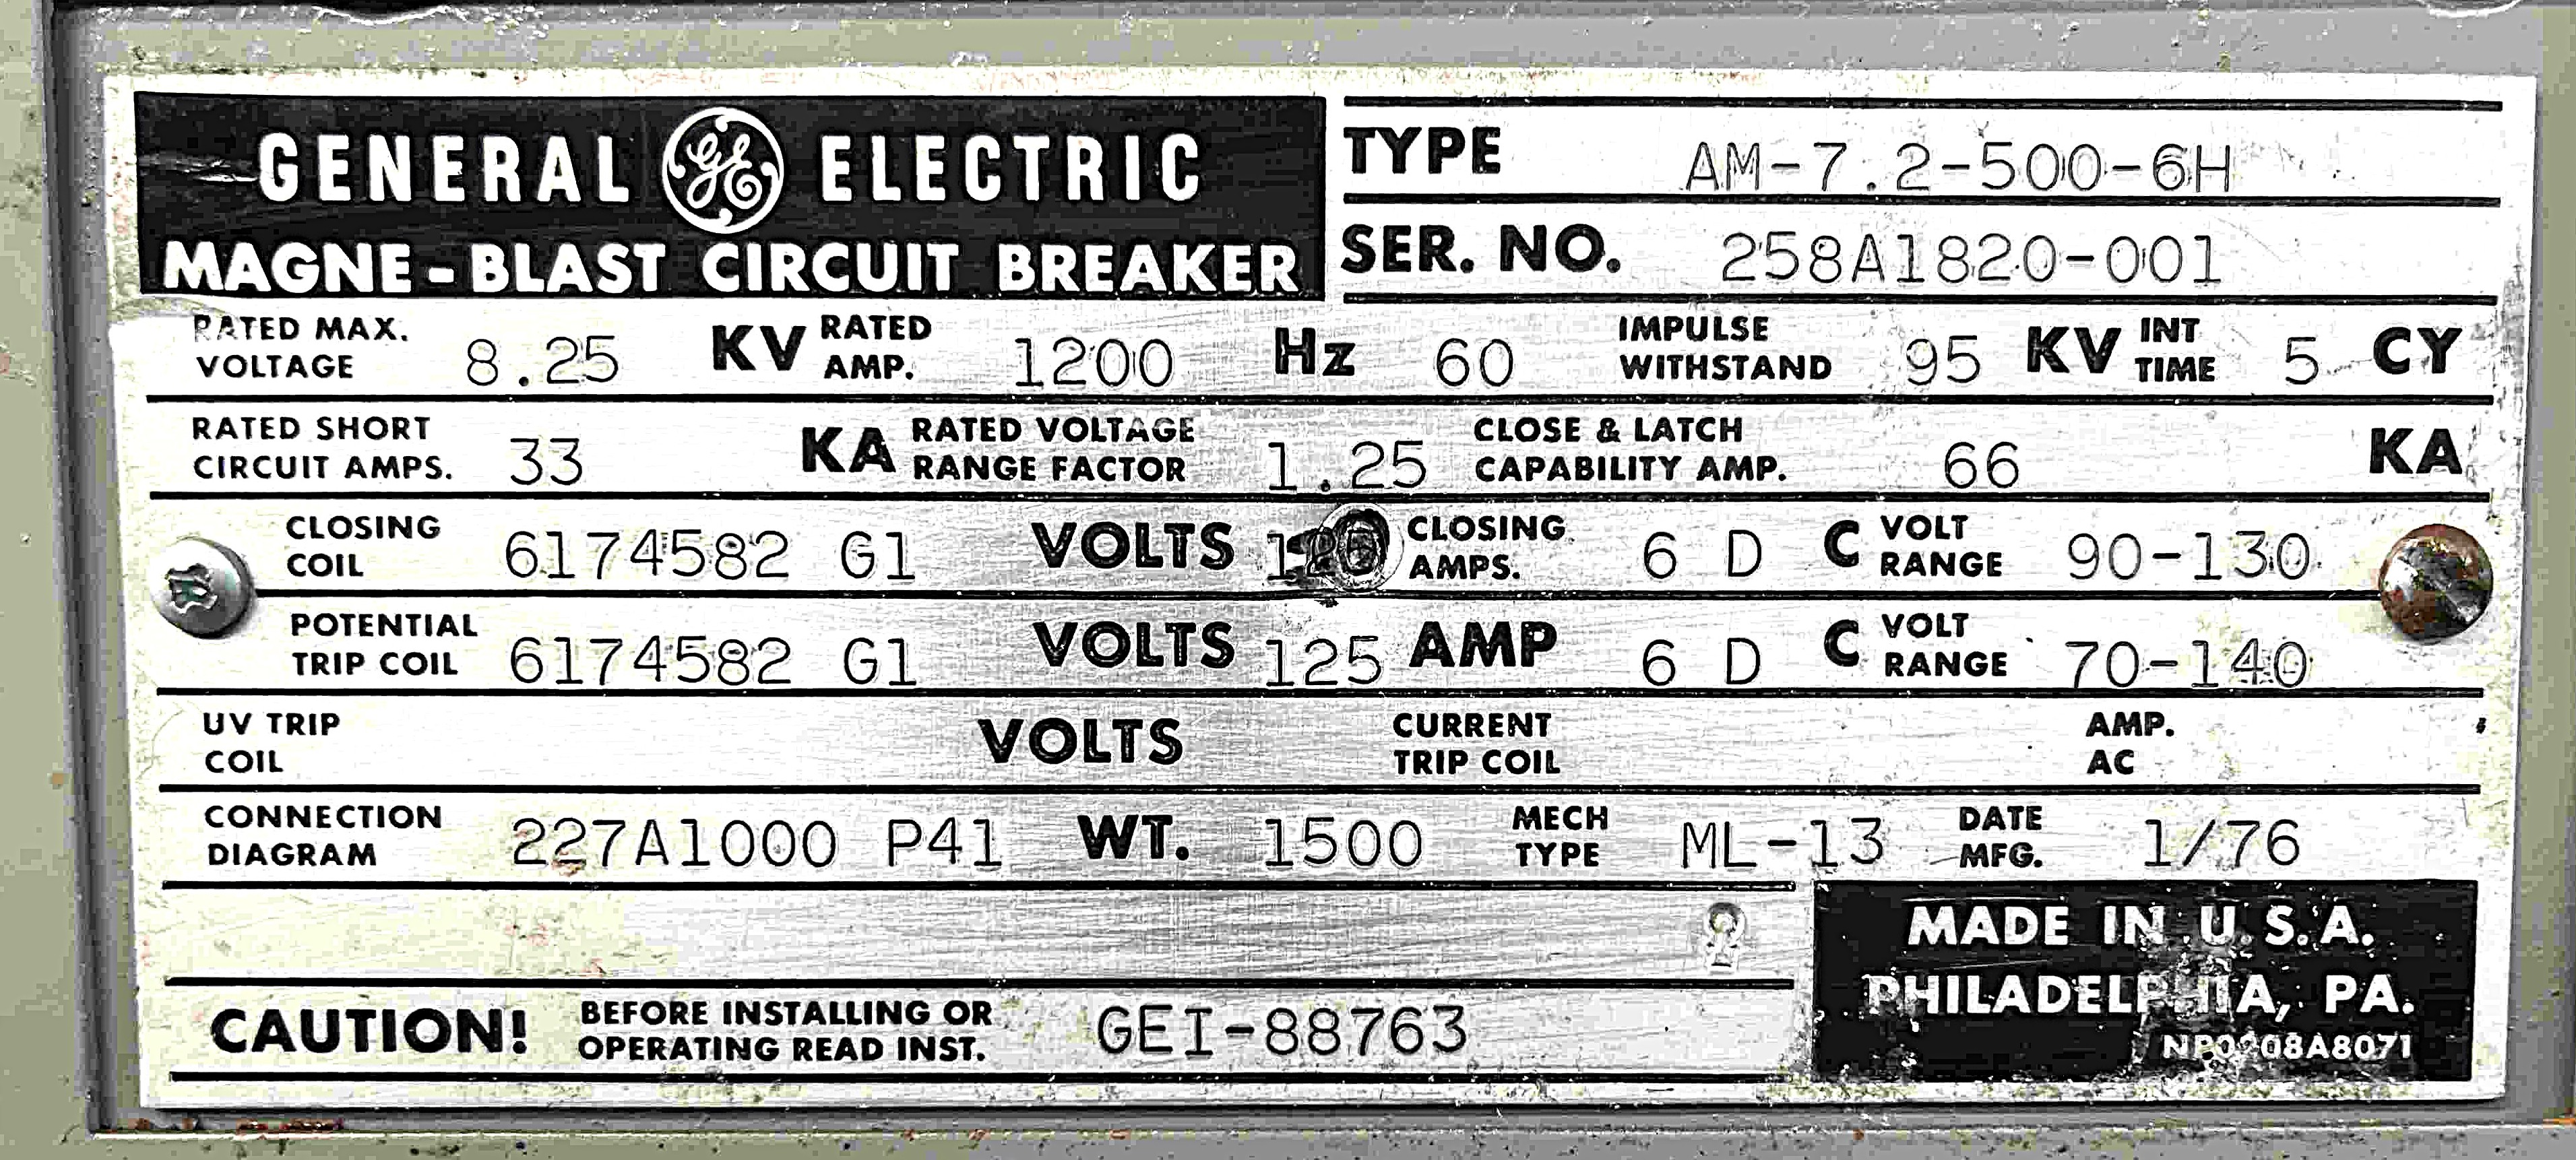 GENERAL GE ELECTRIC
MAGNE-BLAST CIRCUIT BREAKER
TYPE AM-7.2-500-6H
SER. NO. 258A1820-001
RATED MAX. VOLTAGE 8.25 KV RATED AMP. 1200 Hz 60 IMPULSE WITHSTAND 95 KV INT TIME 5 CY
RATED SHORT CIRCUIT AMPS. 33 KA RATED VOLTAGE RANGE FACTOR 1.25 CLOSE & LATCH CAPABILITY AMP. 66 KA
CLOSING COIL 6174582 G1 VOLTS CLOSING AMPS. 6 D C VOLT RANGE 90-130
POTENTIAL TRIP COIL 6174582 G1 VOLTS 125 AMP 6 D C VOLT RANGE 70-140
UV TRIP COIL VOLTS CURRENT TRIP COIL AMP. AC
CONNECTION DIAGRAM 227A1000 P41 WT. 1500 MECH TYPE ML-13 DATE MFG. 1/76
CAUTION! BEFORE INSTALLING OR OPERATING READ INST. GEI-88763
MADE IN U.S.A.
PHILADELPHIA, PA.